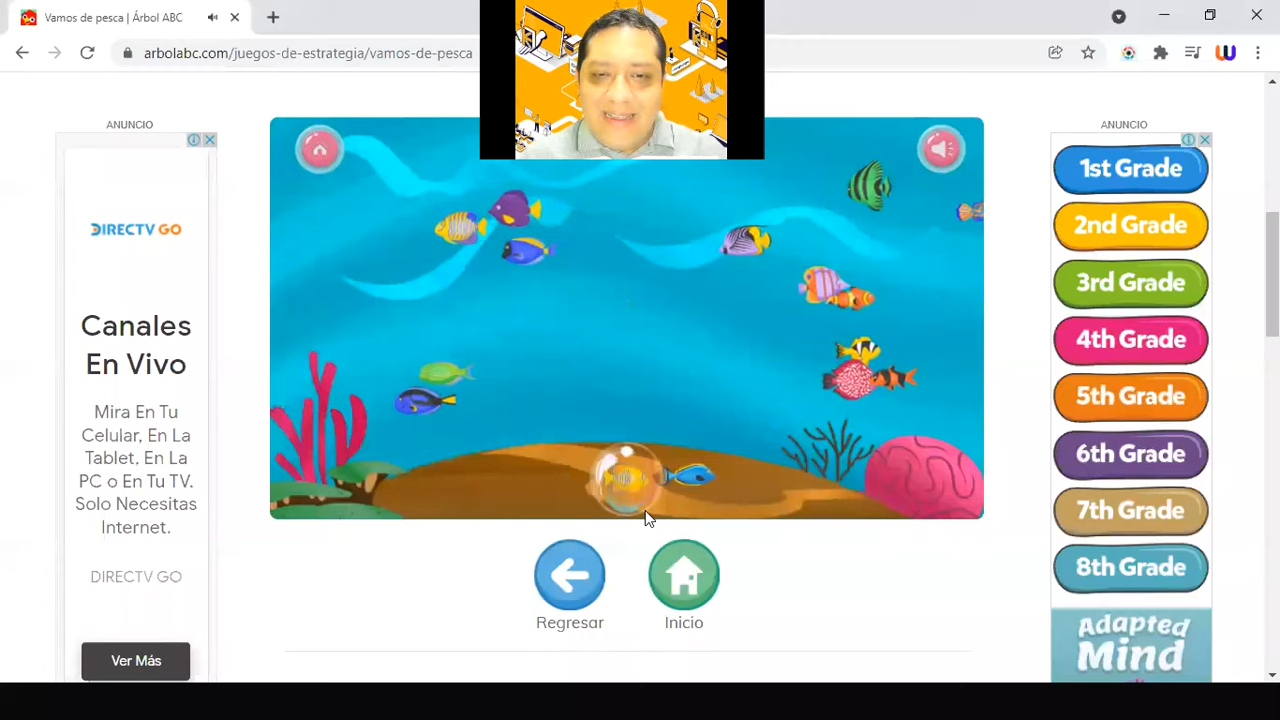 Vamos de pesca | Árbol ABC
arbolabc.com/juegos-de-estrategia/vamos-de-pesca
ANUNCIO
DIRECTV GO
Canales
En Vivo
Mira En Tu
Celular, En La
Tablet, En La
PC o En Tu TV.
Solo Necesitas
Internet.
DIRECTV GO
Ver Más
Regresar
Inicio
ANUNCIO
1st Grade
2nd Grade
3rd Grade
4th Grade
5th Grade
6th Grade
7th Grade
8th Grade
Adapted
Mind